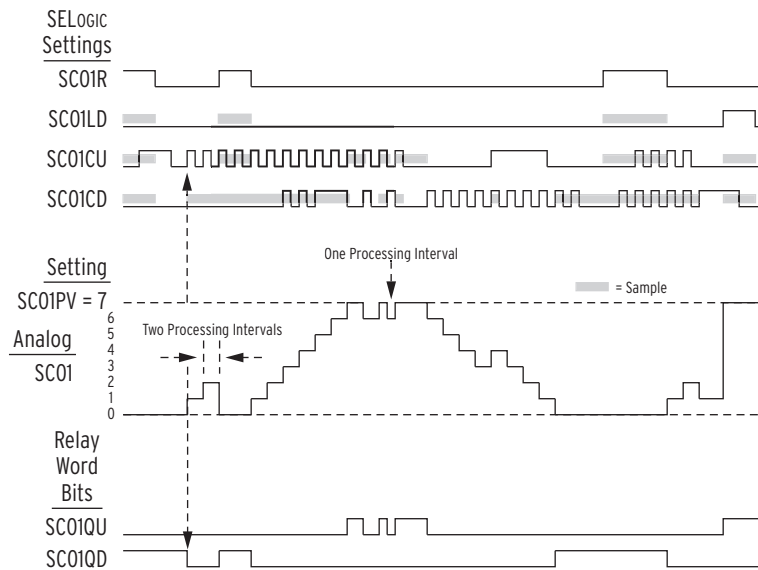 SELOGIC
Settings
SC01R
SC01LD
SC01CU
SC01CD
One Processing Interval
Setting
= Sample
SC01PV = 7
6
Two Processing Intervals
5
Analog
4
3
SC01
2
1
0
Relay
Word
Bits
SC01QU
SC01QD